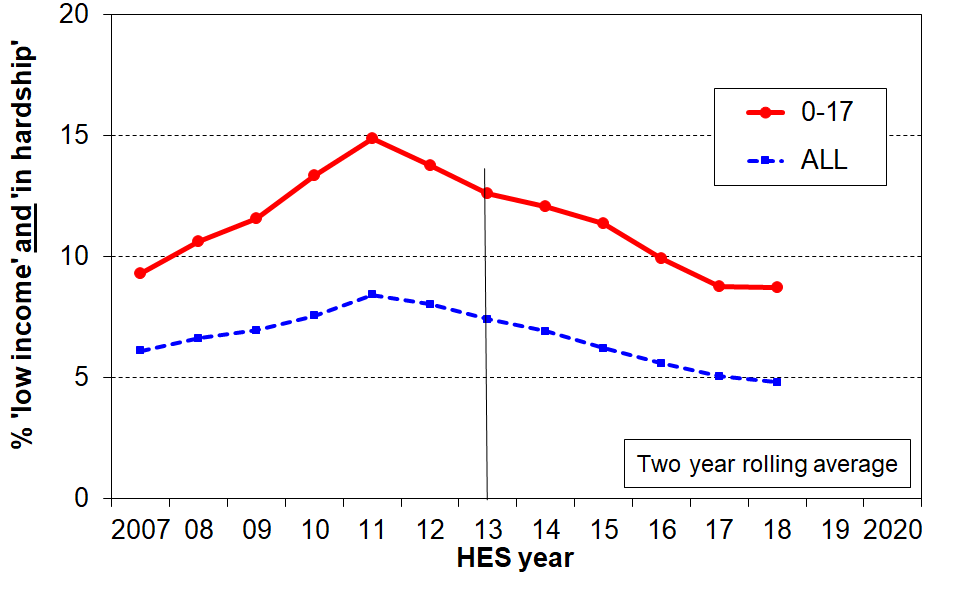 20
15
10
5
0
% 'low income' and 'in hardship'
0-17
ALL
Two year rolling average
2007 08 09 10 11 12 13 14 15 16 17 18 19 2020
HES year